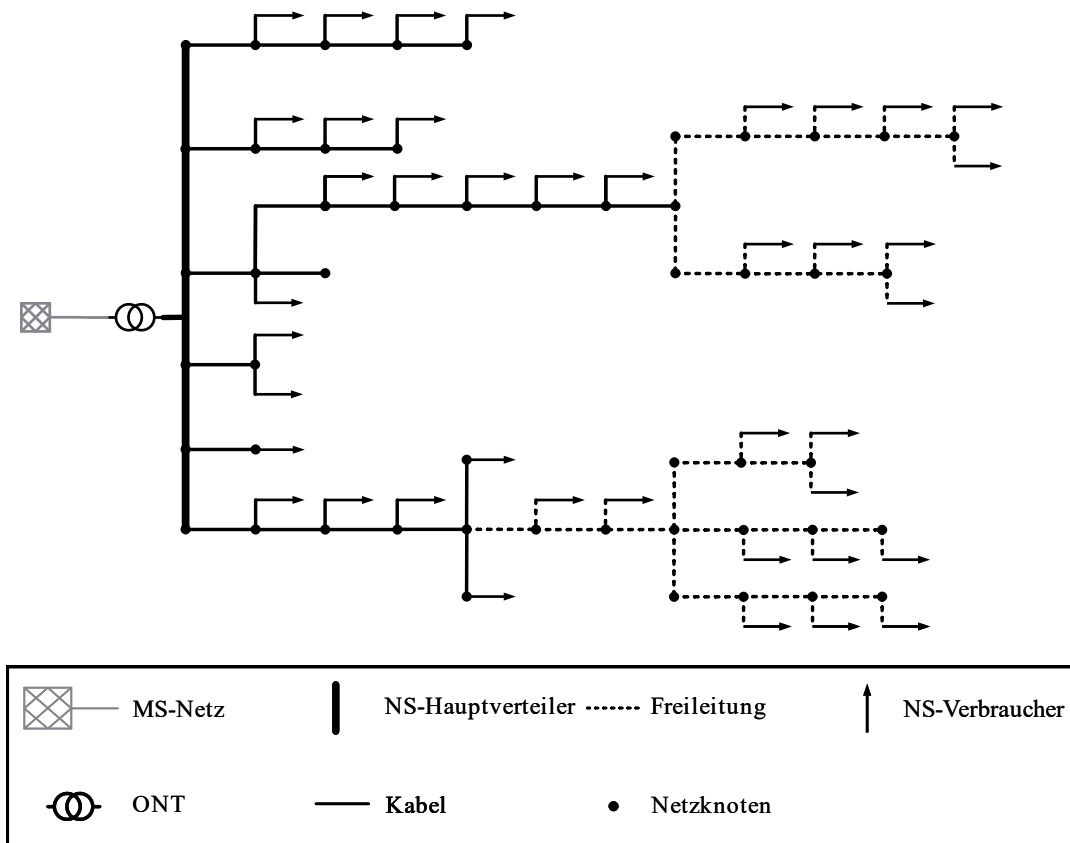 MS-Netz
NS-Hauptverteiler
Freileitung
NS-Verbraucher
ONT
Kabel
Netzknoten